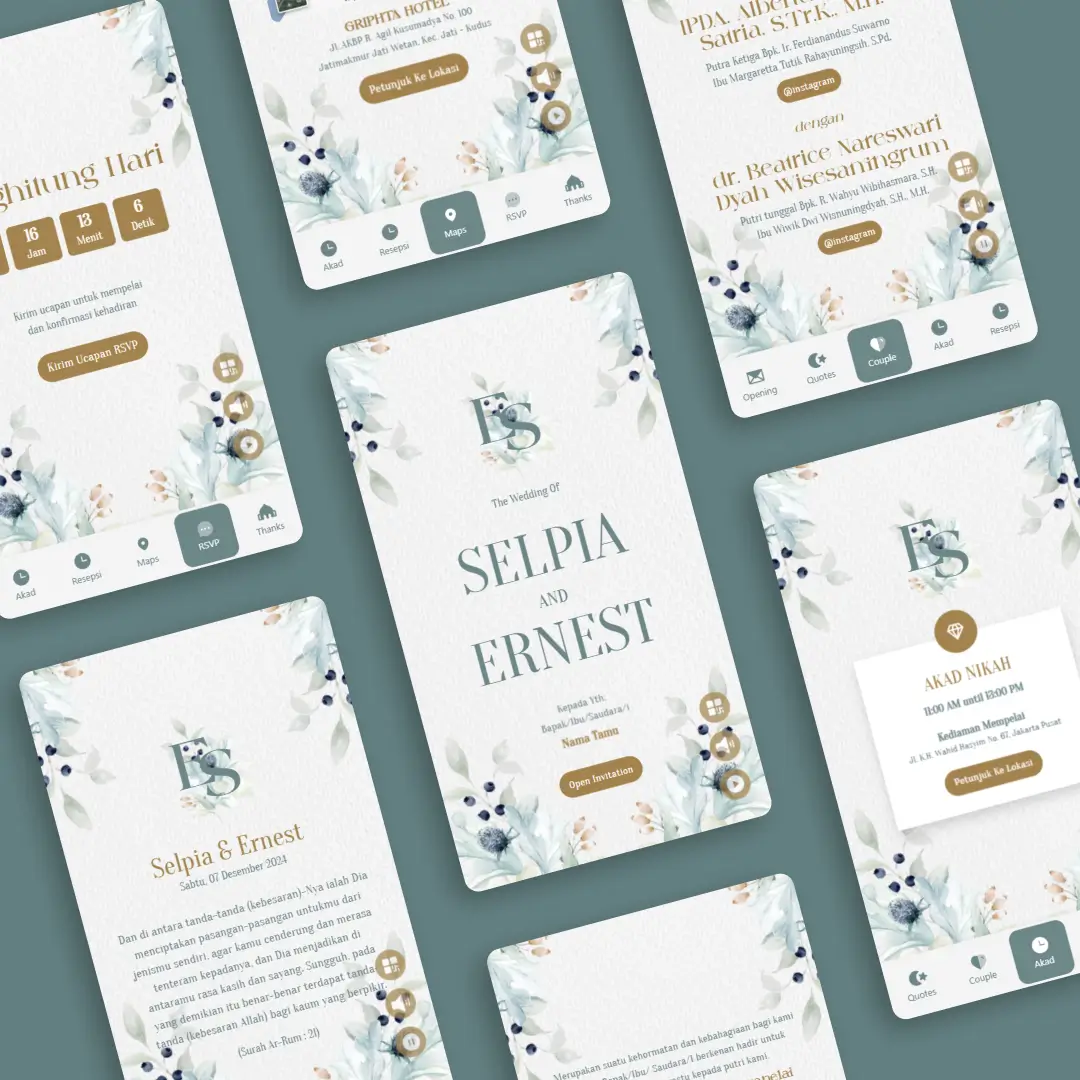 ghitung Hari
16
Jam
13
Menit
6
Detik
Kirim ucapan untuk mempelai
dan konfirmasi kehadiran
Kirim Ucapan RSVP
Akad
Resepsi
Maps
RSVP
Thanks
GRIPHTA HOTEL
Jl. AKBP R. Agil Kusumadya No. 100
Jatimakmur Jati Wetan, Kec. Jati - Kudus
Petunjuk Ke Lokasi
Akad
Resepsi
Maps
RSVP
Thanks
IPDA. Alber
Satria, S.Tr.K., M.H.
Putra Ketiga Bpk. Ir. Ferdianandus Suwarno
Ibu Margaretta Tutik Rahayuningsih, S.Pd.
@instagram
dengan
dr. Beatrice Nareswari
Dyah Wisesaningrum
Putri tunggal Bpk. R. Wahyu Wibihasmara, S.H.
Ibu Wiwik Dwi Wisnuningdyah, S.H., M.H.
@instagram
Opening
Quotes
Couple
Akad
Resepsi
ES
The Wedding Of
SELPIA
AND
ERNEST
Kepada Yth;
Bapak/Ibu/Saudara/i
Nama Tamu
Open Invitation
ES
AKAD NIKAH
11:00 AM until 13:00 PM
Kediaman Mempelai
Jl. K.H. Wahid Hasyim No. 67, Jakarta Pusat
Petunjuk Ke Lokasi
Quotes
Couple
Akad
ES
Selpia & Ernest
Sabtu, 07 Desember 2024
Dan di antara tanda-tanda (kebesaran)-Nya ialah Dia
menciptakan pasangan-pasangan untukmu dari
jenismu sendiri, agar kamu cenderung dan merasa
tenteram kepadanya, dan Dia menjadikan di
antaramu rasa kasih dan sayang. Sungguh, pada
yang demikian itu benar-benar terdapat tanda-
tanda (kebesaran Allah) bagi kaum yang berpikir.
(Surah Ar-Rum : 21)
Merupakan suatu kehormatan dan kebahagiaan bagi kami
Bapak/Ibu/ Saudara/I berkenan hadir untuk
restu kepada putri kami.